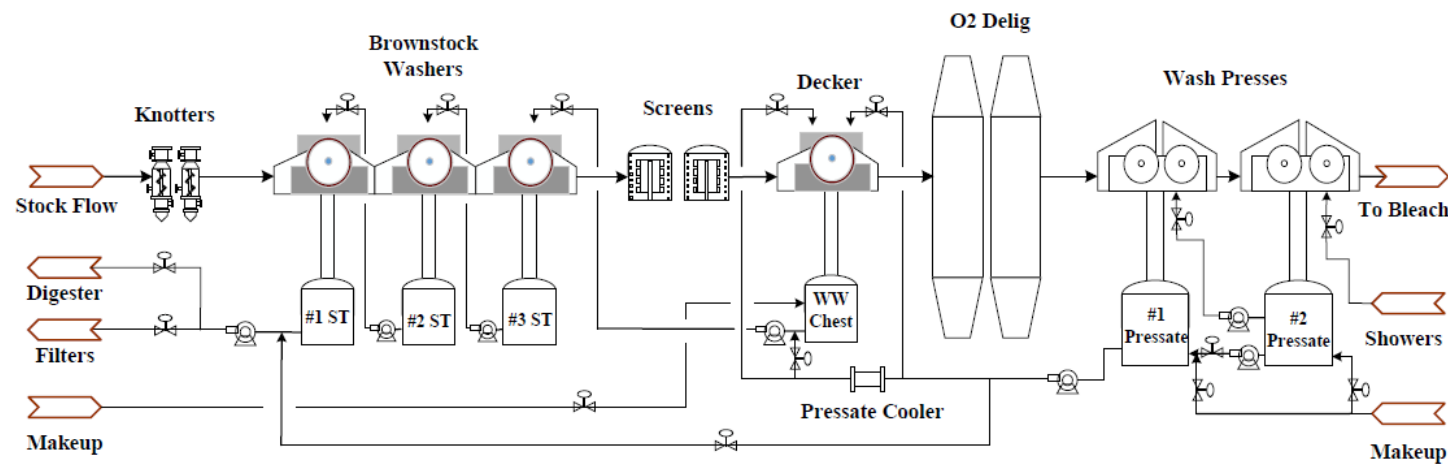 O2 Delig
Brownstock
Washers
Decker
Wash Presses
Knotters
Screens
Stock Flow
To Bleach
Digester
#1 ST
#2 ST
#3 ST
WW
Chest
#1
Pressate
#2
Pressate
Filters
Showers
Pressate Cooler
Makeup
Makeup